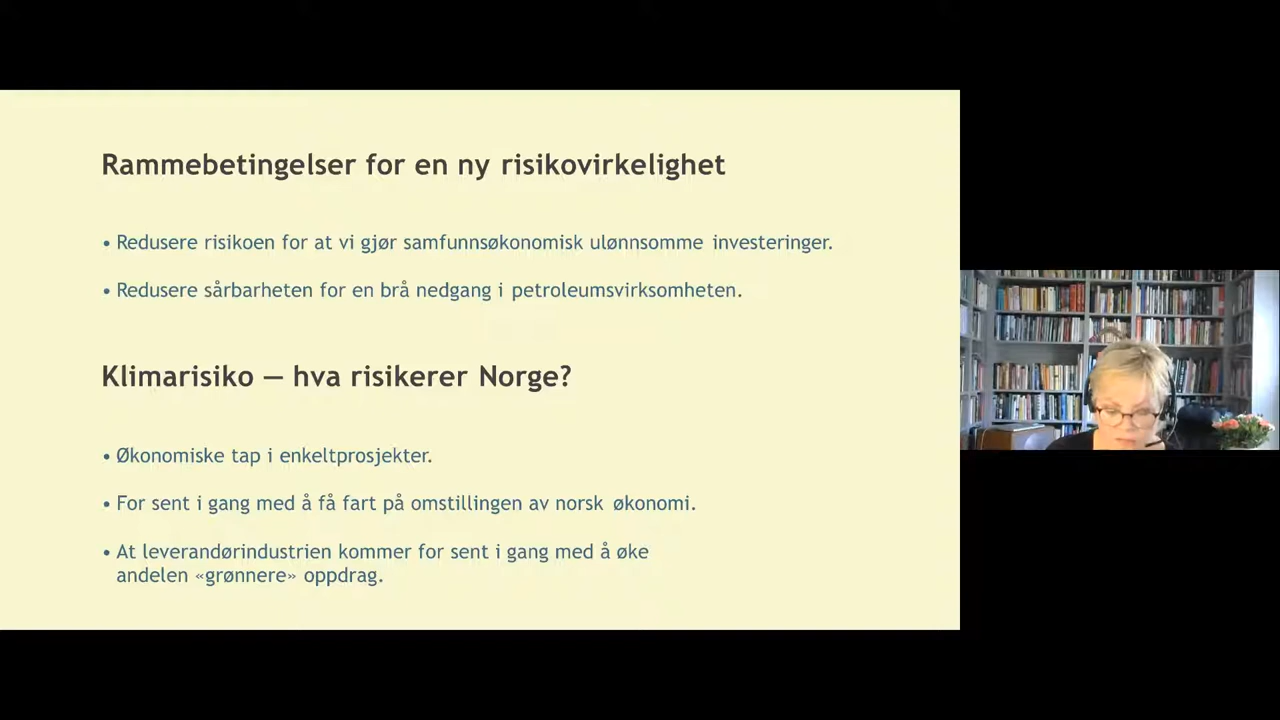 Rammebetingelser for en ny risikovirkelighet
• Redusere risikoen for at vi gjør samfunnsøkonomisk ulønnsomme investeringer.
• Redusere sårbarheten for en brå nedgang i petroleumsvirksomheten.
Klimarisiko — hva risikerer Norge?
• Økonomiske tap i enkeltprosjekter.
• For sent i gang med å få fart på omstillingen av norsk økonomi.
• At leverandørindustrien kommer for sent i gang med å øke
andelen «grønnere» oppdrag.